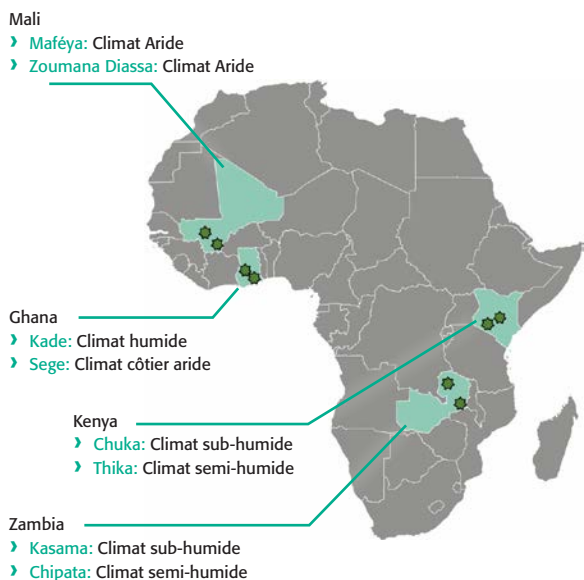 Mali
› Maféya: Climat Aride
› Zoumana Diassa: Climat Aride
Ghana
› Kade: Climat humide
› Sege: Climat côtier aride
Kenya
› Chuka: Climat sub-humide
› Thika: Climat semi-humide
Zambia
› Kasama: Climat sub-humide
› Chipata: Climat semi-humide